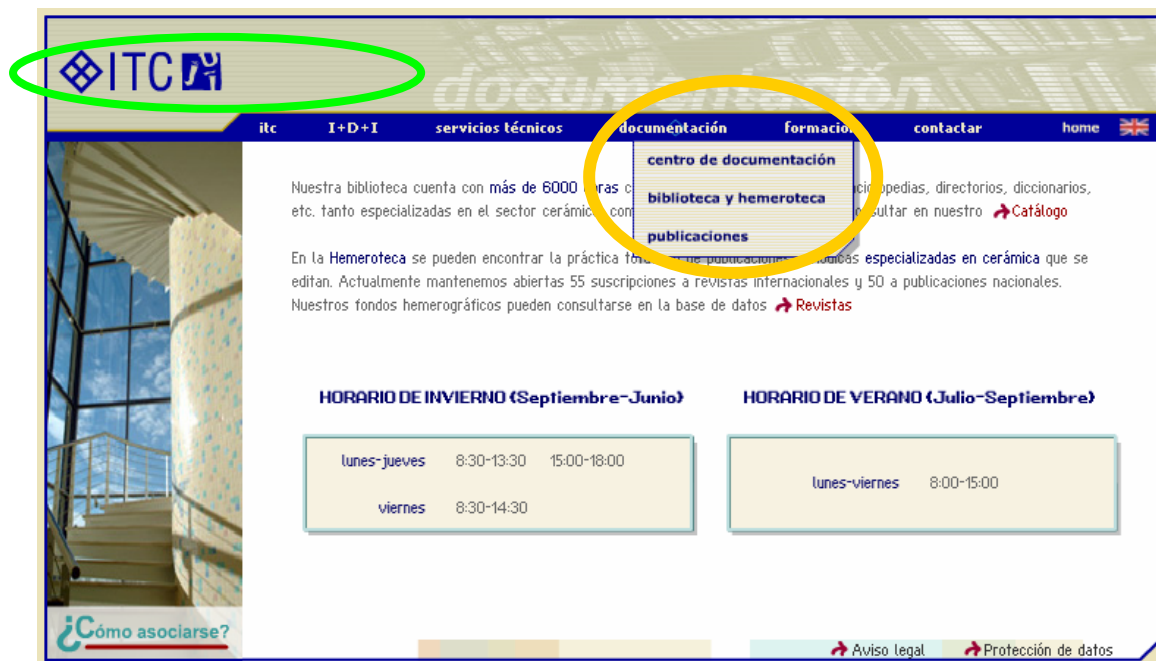 ITC
documentación
itc I+D+I servicios técnicos documentación formacion contactar home
centro de documentación
biblioteca y hemeroteca
publicaciones
Nuestra biblioteca cuenta con más de 6000 obras directorios, diccionarios,
etc. tanto especializadas en el sector en nuestro Catálogo
En la Hemeroteca se pueden encontrar la práctica de publicaciones especializadas en cerámica que se
editan. Actualmente mantenemos abiertas 55 suscripciones a revistas internacionales y 50 a publicaciones nacionales.
Nuestros fondos hemerográficos pueden consultarse en la base de datos Revistas
HORARIO DE INVIERNO (Septiembre-Junio)
lunes-jueves 8:30-13:30 15:00-18:00
viernes 8:30-14:30
HORARIO DE VERANO (Julio-Septiembre)
lunes-viernes 8:00-15:00
¿Cómo asociarse?
Aviso legal Protección de datos